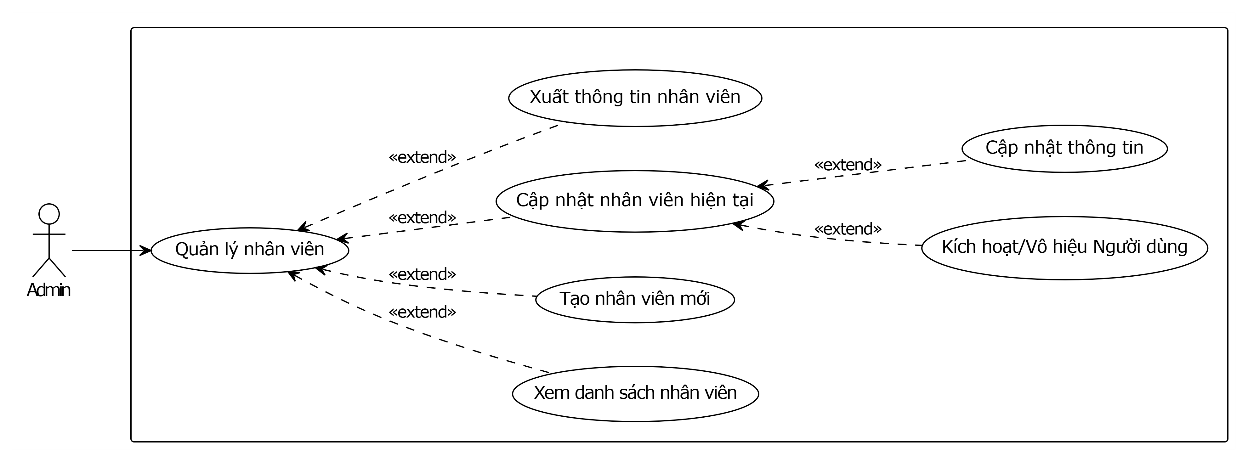 Xuất thông tin nhân viên
«extend»
Cập nhật thông tin
«extend»
Cập nhật nhân viên hiện tại
«extend»
«extend»
Kích hoạt/Vô hiệu Người dùng
Quản lý nhân viên
Admin
«extend»
Tạo nhân viên mới
«extend»
Xem danh sách nhân viên